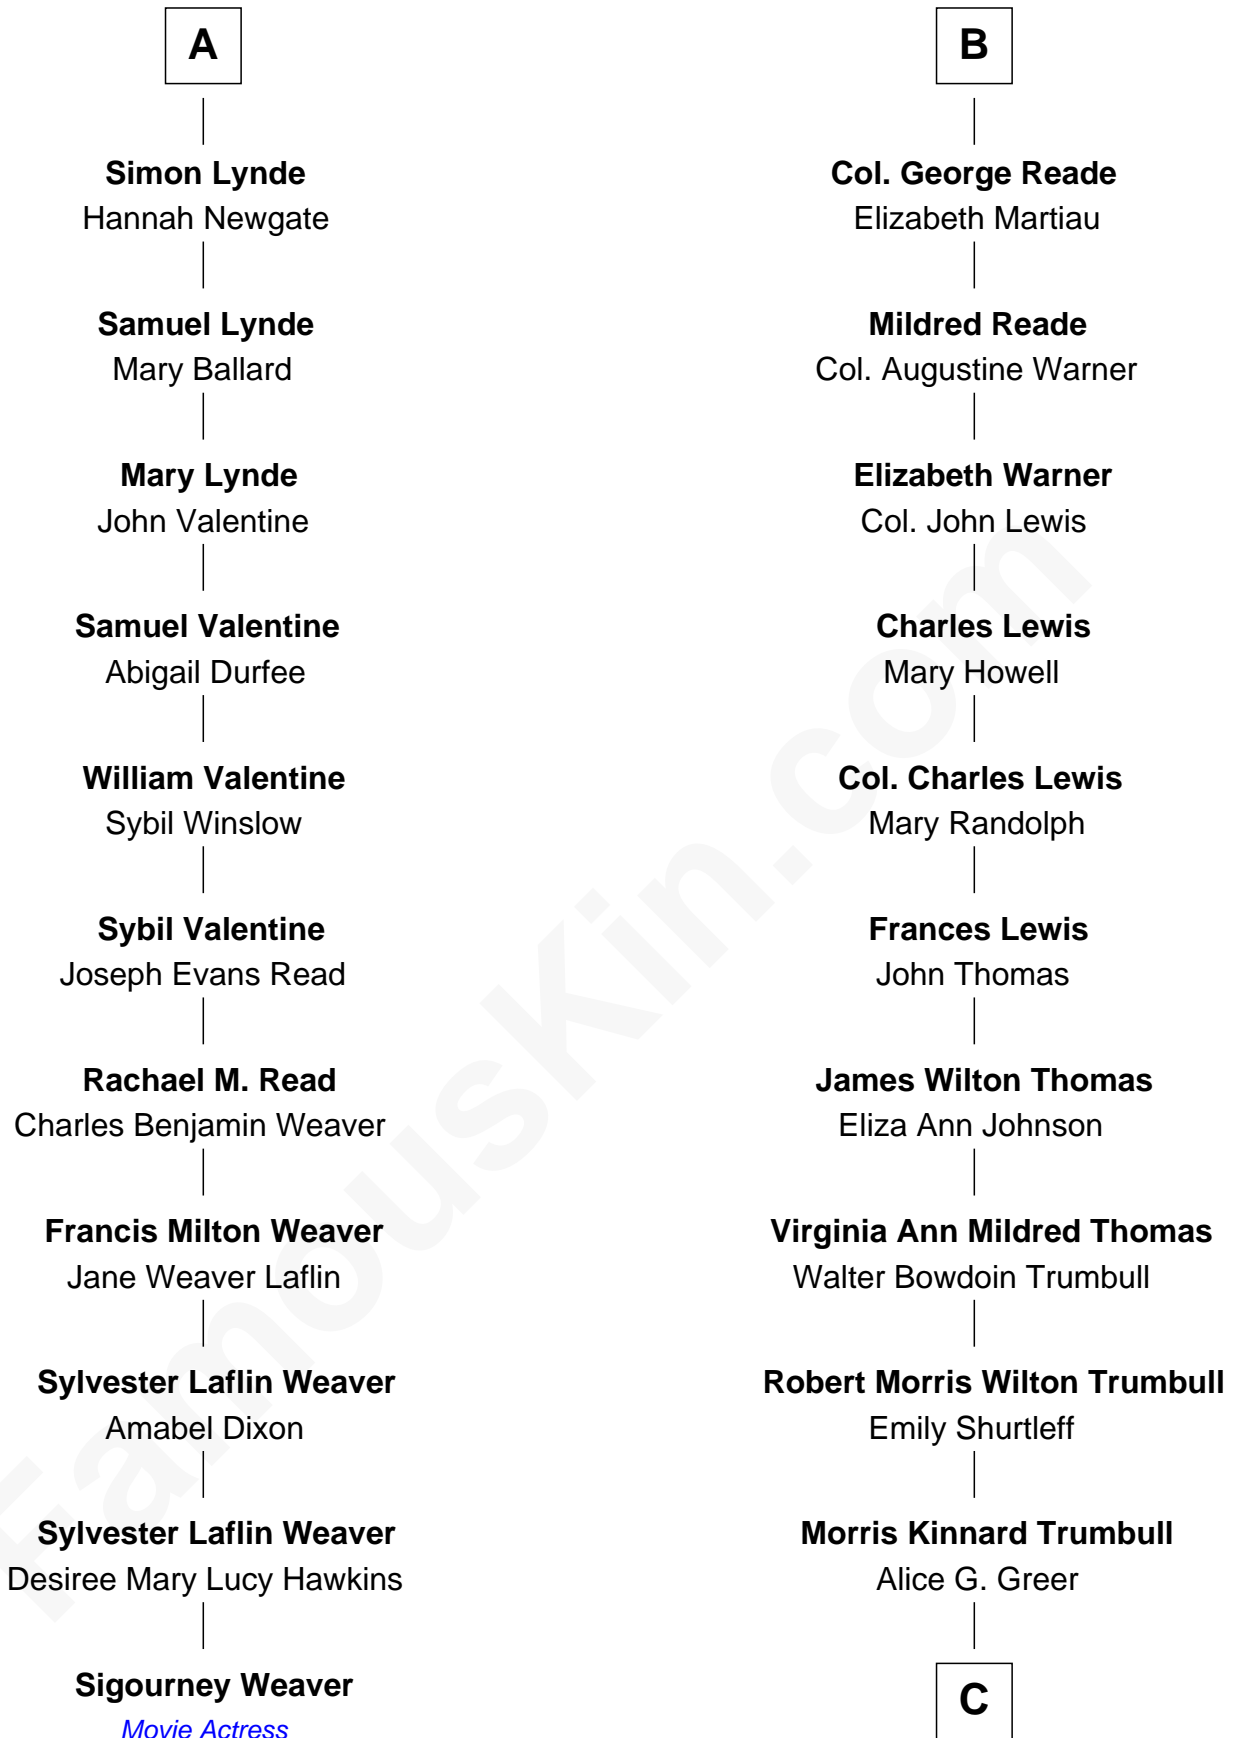 A
Simon Lynde
Hannah Newgate
Samuel Lynde
Mary Ballard
Mary Lynde
John Valentine
Samuel Valentine
Abigail Durfee
William Valentine
Sybil Winslow
Sybil Valentine
Joseph Evans Read
Rachael M. Read
Charles Benjamin Weaver
Francis Milton Weaver
Jane Weaver Laflin
Sylvester Laflin Weaver
Amabel Dixon
Sylvester Laflin Weaver
Desiree Mary Lucy Hawkins
Sigourney Weaver
Movie Actress
B
Col. George Reade
Elizabeth Martiau
Mildred Reade
Col. Augustine Warner
Elizabeth Warner
Col. John Lewis
Charles Lewis
Mary Howell
Col. Charles Lewis
Mary Randolph
Frances Lewis
John Thomas
James Wilton Thomas
Eliza Ann Johnson
Virginia Ann Mildred Thomas
Walter Bowdoin Trumbull
Robert Morris Wilton Trumbull
Emily Shurtleff
Morris Kinnard Trumbull
Alice G. Greer
C
FamousKin.com